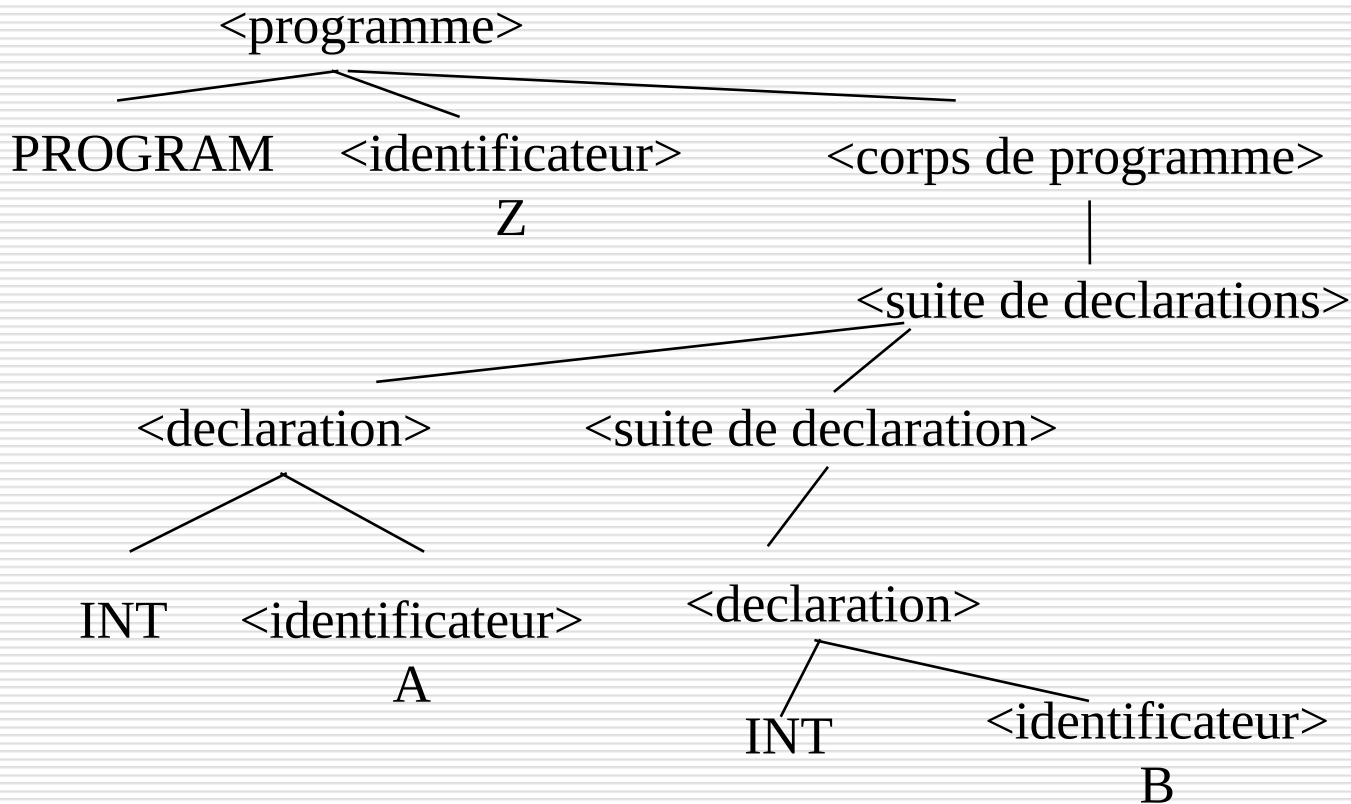 <programme>
PROGRAM <identificateur> <corps de programme>
Z
<suite de declarations>
<declaration> <suite de declaration>
<declaration>
INT <identificateur>
A
<identificateur>
INT
B